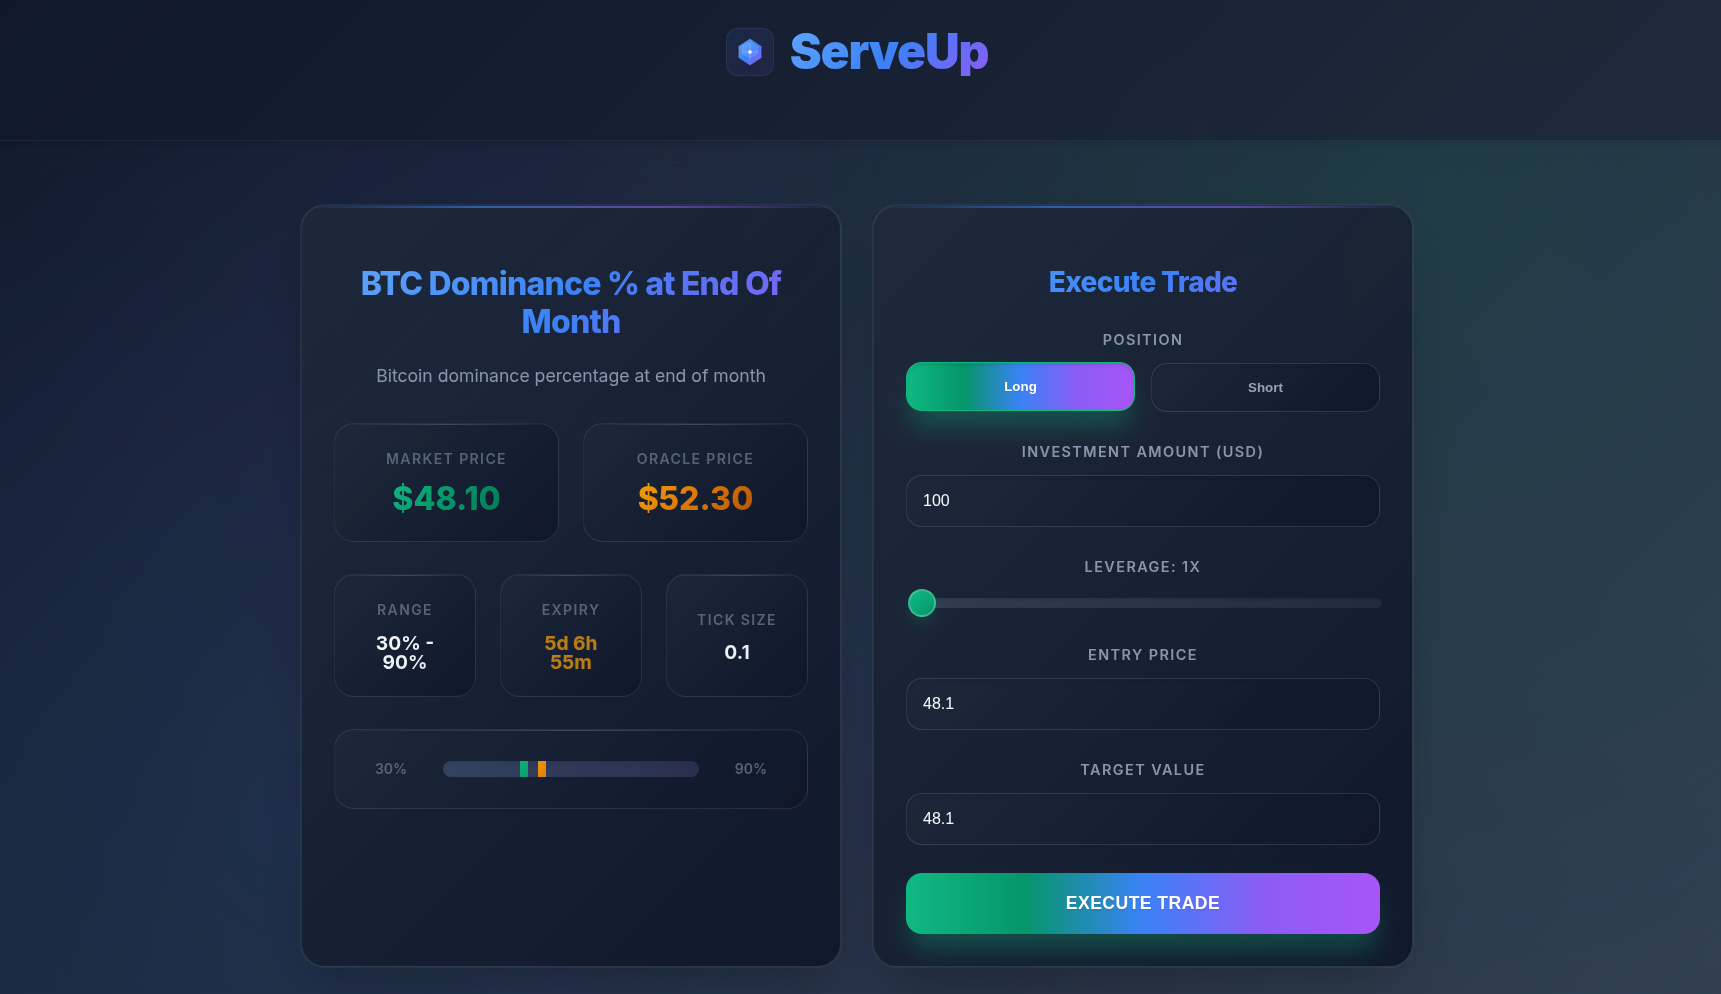 ServeUp
BTC Dominance % at End Of
Month
Bitcoin dominance percentage at end of month
MARKET PRICE
$48.10
ORACLE PRICE
$52.30
RANGE
30% -
90%
EXPIRY
5d 6h
55m
TICK SIZE
0.1
30%
90%
Execute Trade
POSITION
Long
Short
INVESTMENT AMOUNT (USD)
100
LEVERAGE: 1X
ENTRY PRICE
48.1
TARGET VALUE
48.1
EXECUTE TRADE